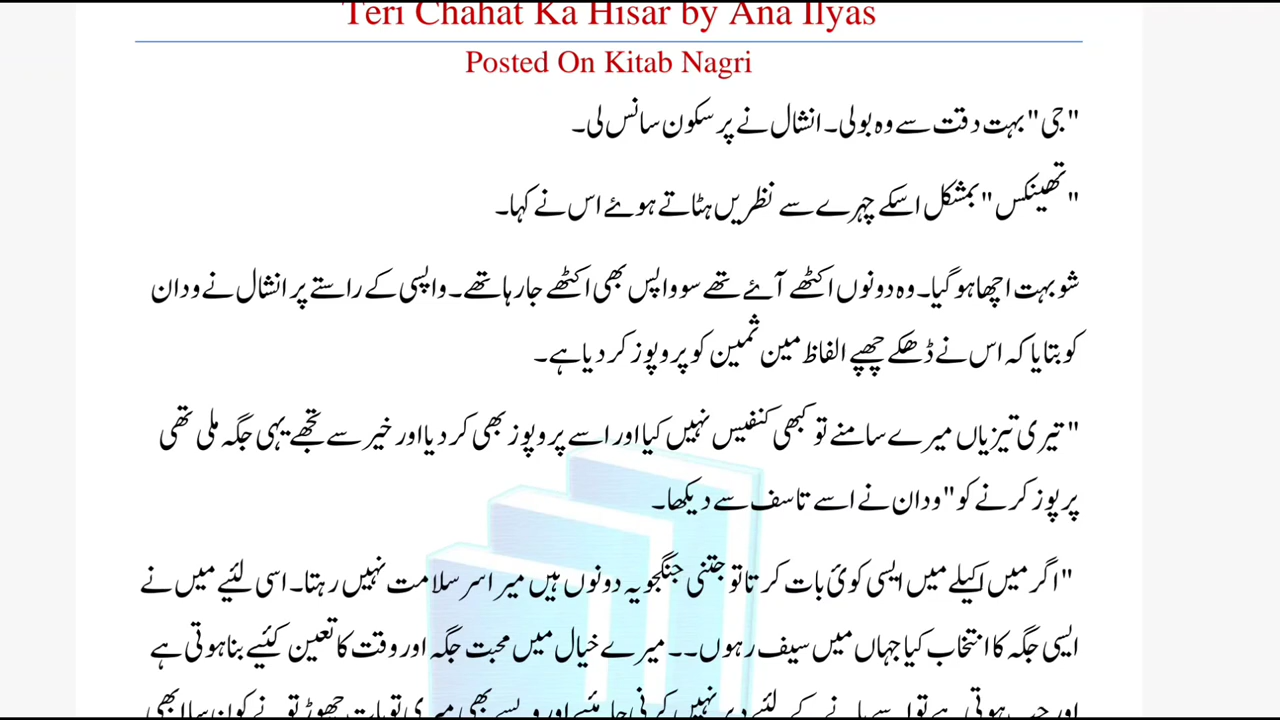 Teri Chahat Ka Hisar by Ana Ilyas
Posted On Kitab Nagri
"جی" بہت دقت سے وہ بولی۔ انشال نے پر سکون سانس لی۔
"تھینکس" بمشکل اسکے چہرے سے نظریں ہٹاتے ہوئے اس نے کہا۔
شو بہت اچھا ہو گیا۔ وہ دونوں اکٹھے آئے تھے سو واپس بھی اکٹھے جا رہا تھے۔ واپسی کے راستے پر انشال نے ودان
کو بتایا کہ اس نے ڈھکے چھپے الفاظ مین ثمین کو پروپوز کر دیا ہے۔
"تیری تیزیاں میرے سامنے تو کبھی کنفیس نہیں کیا اور اسے پروپوز بھی کر دیا اور خیر سے تجھے یہی جگہ ملی تھی
پرپوز کرنے کو" ودان نے اسے تاسف سے دیکھا۔
"اگر میں اکیلے میں ایسی کوئ بات کرتا تو جتنی جنگجو یہ دونوں ہیں میرا سر سلامت نہیں رہتا۔ اسی لئیے میں نے
ایسی جگہ کا انتخاب کیا جہاں میں سیف رہوں۔۔ میرے خیال میں محبت جگہ اور وقت کا تعین کئیے بنا ہوتی ہے